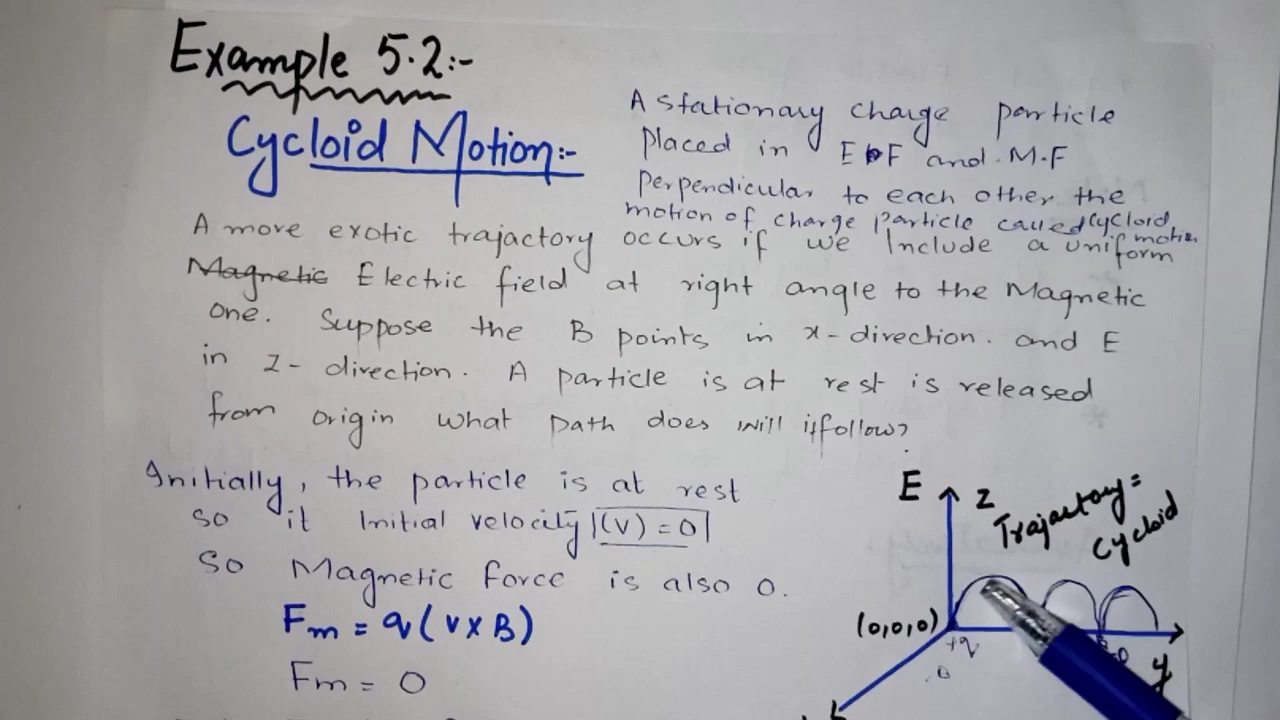 Example 5.2:-
Cycloid Motion:-
A stationary charge particle
placed in E F and M.F
perpendicular to each other the
motion of charge particle called cycloid
motion
A more exotic trajactory occurs if we Include a uniform
Magnetic Electric field at right angle to the Magnetic
one. Suppose the B points in x-direction. and E
in z- direction. A particle is at rest is released
from origin what path does will it follow?
Initially, the particle is at rest
so it Initial velocity |(v) = 0|
So Magnetic force is also 0.
Fm = q(v×B)
Fm = 0
E
z
Trajactory =
cycloid
(0,0,0)
+q
y